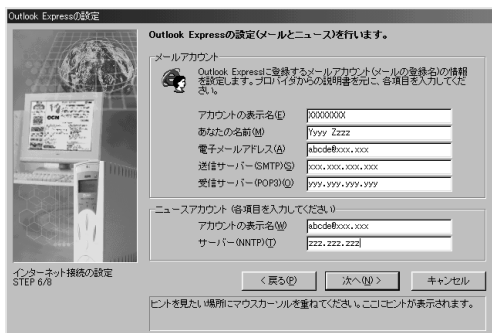 Outlook Expressの設定
Outlook Expressの設定(メールとニュース)を行います。
メールアカウント
Outlook Expressに登録するメールアカウント(メールの登録名)の情報
を設定します。プロバイダからの説明書を元に、各項目を入力してくだ
さい。
アカウントの表示名(E) XXXXXXXX
あなたの名前(M) Yyyy Zzzz
電子メールアドレス(A) abcde@xxx.xxx
送信サーバー(SMTP)(S) xxx.xxx.xxx.xxx
受信サーバー(POP3)(O) yyy.yyy.yyy.yyy
ニュースアカウント (各項目を入力してください)
アカウントの表示名(W) abcde@xxx.xxx
サーバー(NNTP)(T) zzz.zzz.zzz
OCN
インターネット接続の設定
STEP 6/8
< 戻る(P) 次へ(N) > キャンセル
ヒントを見たい場所にマウスカーソルを重ねてください。ここにヒントが表示されます。